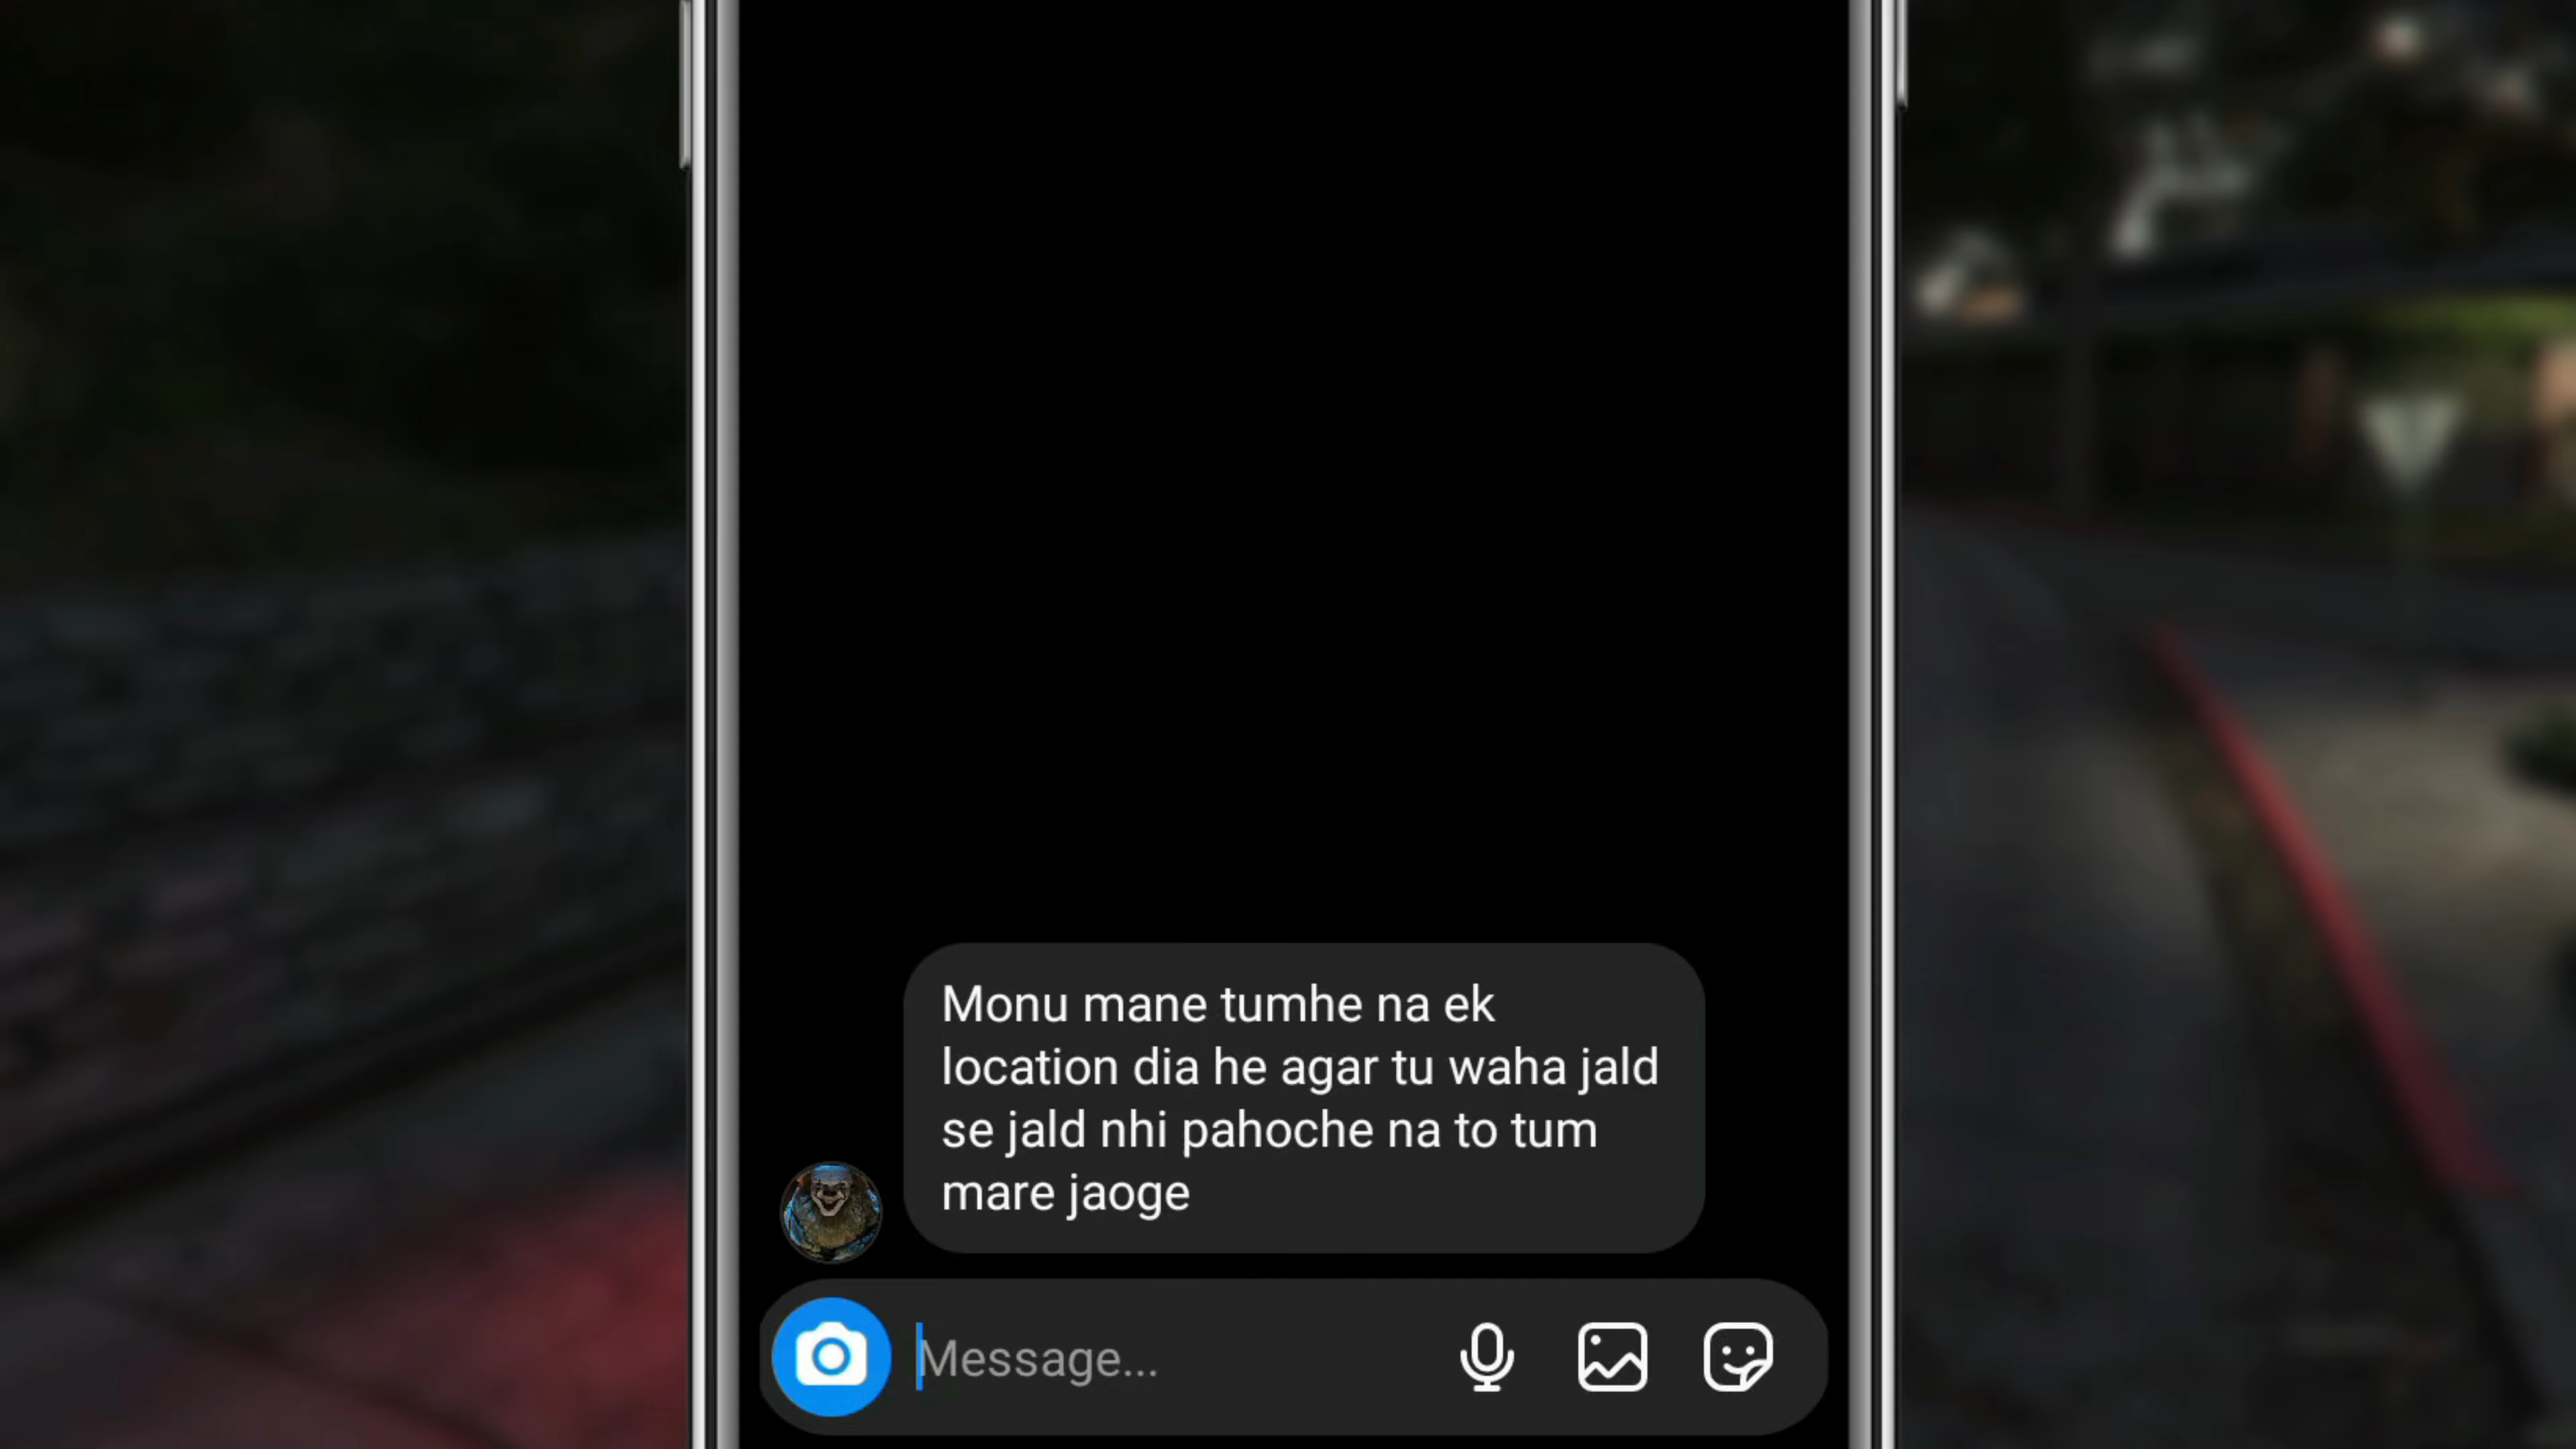 Monu mane tumhe na ek
location dia he agar tu waha jald
se jald nhi pahoche na to tum
mare jaoge
Message...